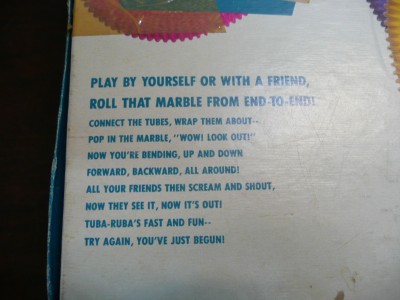 PLAY BY YOURSELF OR WITH A FRIEND,
ROLL THAT MARBLE FROM END-TO-END!
CONNECT THE TUBES, WRAP THEM ABOUT--
POP IN THE MARBLE, "WOW! LOOK OUT!"
NOW YOU'RE BENDING, UP AND DOWN
FORWARD, BACKWARD, ALL AROUND!
ALL YOUR FRIENDS THEN SCREAM AND SHOUT,
NOW THEY SEE IT, NOW IT'S OUT!
TUBA-RUBA'S FAST AND FUN--
TRY AGAIN, YOU'VE JUST BEGUN!